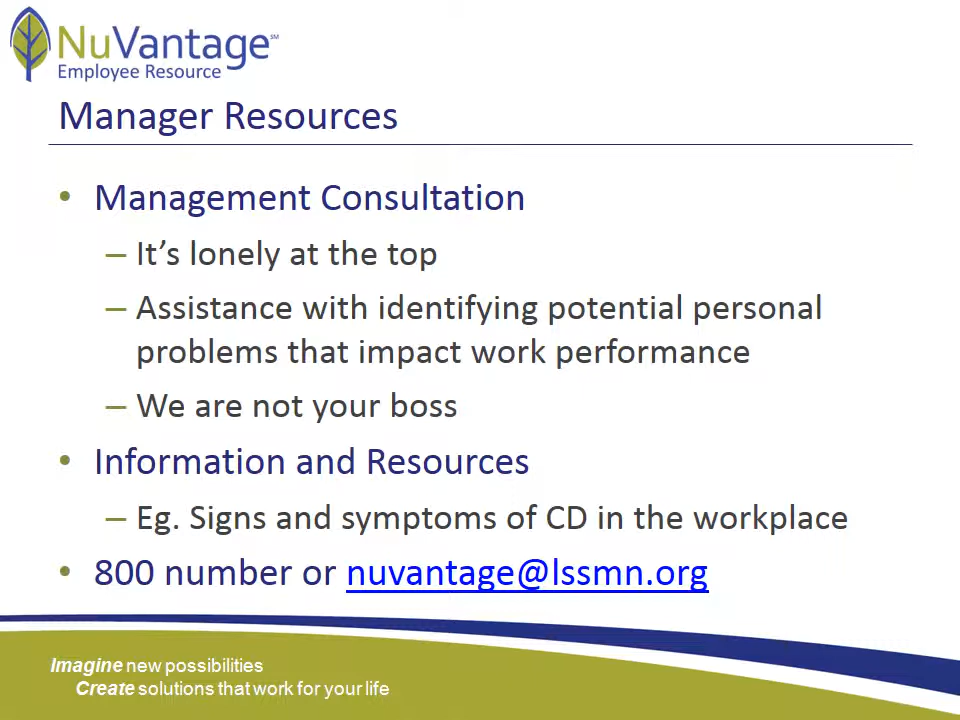 NuVantage℠
Employee Resource
Manager Resources
• Management Consultation
– It’s lonely at the top
– Assistance with identifying potential personal
problems that impact work performance
– We are not your boss
• Information and Resources
– Eg. Signs and symptoms of CD in the workplace
• 800 number or nuvantage@lssmn.org
Imagine new possibilities
Create solutions that work for your life